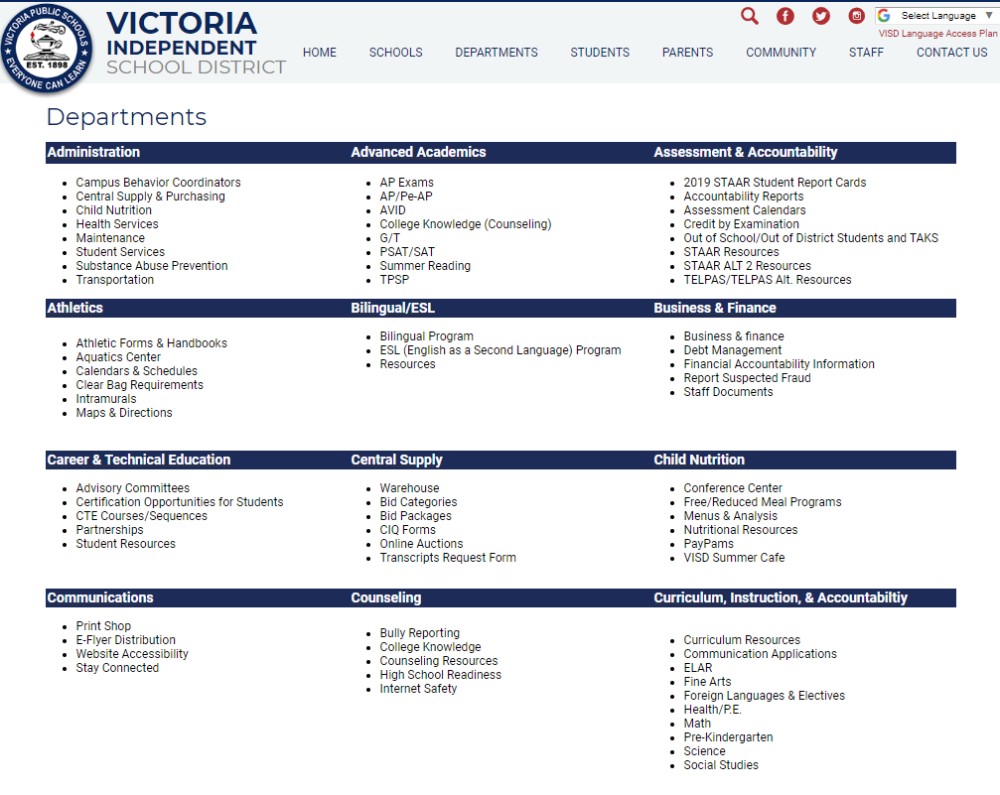 VICTORIA PUBLIC SCHOOLS
EST. 1898
EVERYONE CAN LEARN
VICTORIA
INDEPENDENT
SCHOOL DISTRICT
Select Language ▼
VISD Language Access Plan
HOME SCHOOLS DEPARTMENTS STUDENTS PARENTS COMMUNITY STAFF CONTACT US
Departments
Administration
Campus Behavior Coordinators
Central Supply & Purchasing
Child Nutrition
Health Services
Maintenance
Student Services
Substance Abuse Prevention
Transportation
Advanced Academics
AP Exams
AP/Pe-AP
AVID
College Knowledge (Counseling)
G/T
PSAT/SAT
Summer Reading
TPSP
Assessment & Accountability
2019 STAAR Student Report Cards
Accountability Reports
Assessment Calendars
Credit by Examination
Out of School/Out of District Students and TAKS
STAAR Resources
STAAR ALT 2 Resources
TELPAS/TELPAS Alt. Resources
Athletics
Athletic Forms & Handbooks
Aquatics Center
Calendars & Schedules
Clear Bag Requirements
Intramurals
Maps & Directions
Bilingual/ESL
Bilingual Program
ESL (English as a Second Language) Program
Resources
Business & Finance
Business & finance
Debt Management
Financial Accountability Information
Report Suspected Fraud
Staff Documents
Career & Technical Education
Advisory Committees
Certification Opportunities for Students
CTE Courses/Sequences
Partnerships
Student Resources
Central Supply
Warehouse
Bid Categories
Bid Packages
CIQ Forms
Online Auctions
Transcripts Request Form
Child Nutrition
Conference Center
Free/Reduced Meal Programs
Menus & Analysis
Nutritional Resources
PayPams
VISD Summer Cafe
Communications
Print Shop
E-Flyer Distribution
Website Accessibility
Stay Connected
Counseling
Bully Reporting
College Knowledge
Counseling Resources
High School Readiness
Internet Safety
Curriculum, Instruction, & Accountabiltiy
Curriculum Resources
Communication Applications
ELAR
Fine Arts
Foreign Languages & Electives
Health/P.E.
Math
Pre-Kindergarten
Science
Social Studies